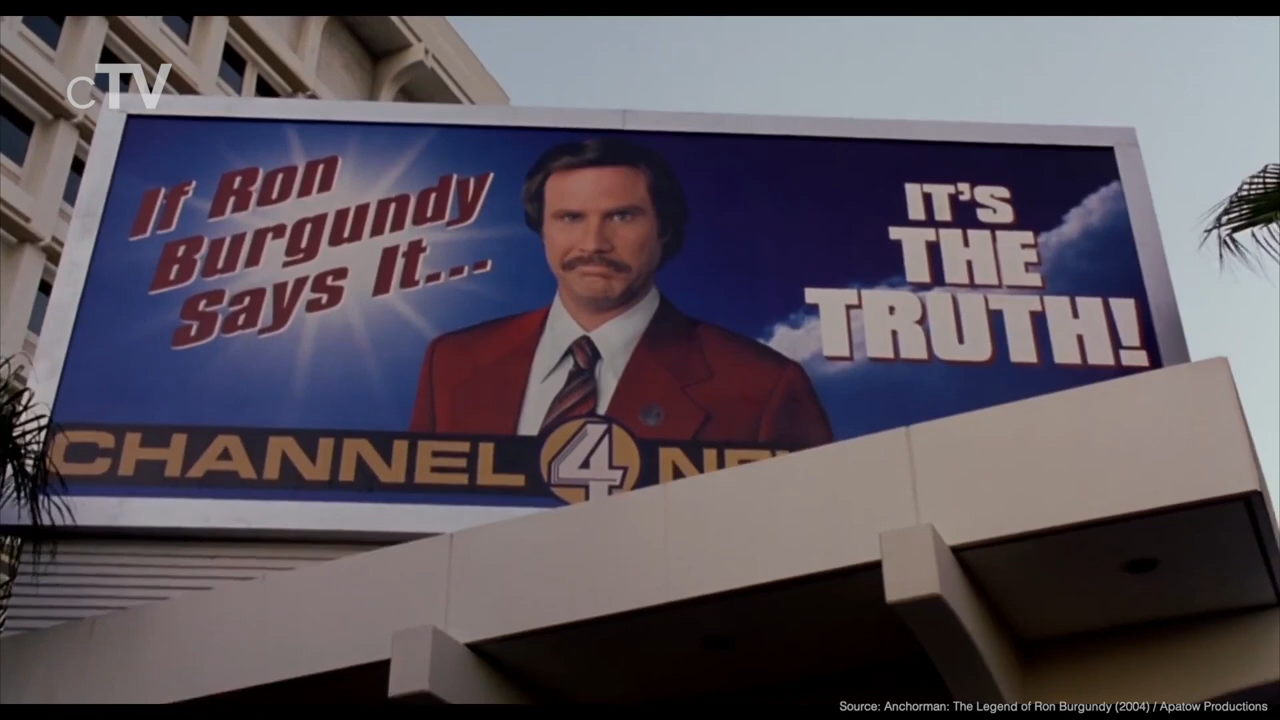 cTV
If Ron
Burgundy
Says It...
IT'S
THE
TRUTH!
CHANNEL 4
Source: Anchorman: The Legend of Ron Burgundy (2004) / Apatow Productions